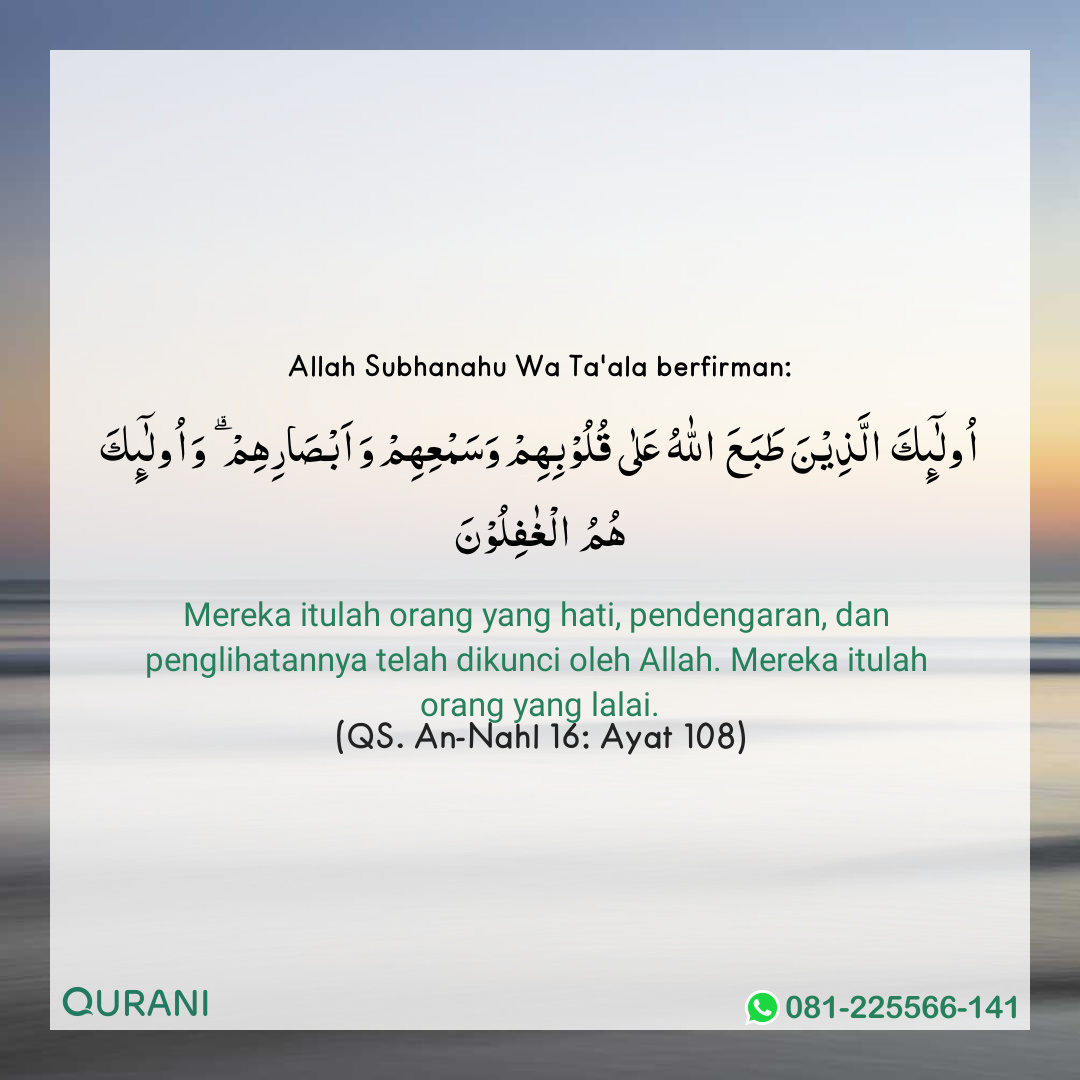 Allah Subhanahu Wa Ta'ala berfirman:
اُولٰۤىِٕكَ الَّذِيْنَ طَبَعَ اللّٰهُ عَلٰى قُلُوْبِهِمْ وَسَمْعِهِمْ وَاَبْصَارِهِمْ ۗ وَاُولٰۤىِٕكَ
هُمُ الْغٰفِلُوْنَ
Mereka itulah orang yang hati, pendengaran, dan
penglihatannya telah dikunci oleh Allah. Mereka itulah
orang yang lalai.
(QS. An-Nahl 16: Ayat 108)
QURANI
081-225566-141